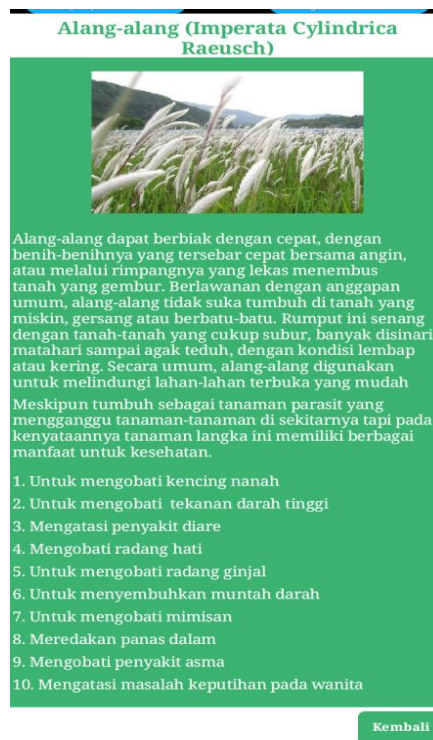 Alang-alang (Imperata Cylindrica
Raeusch)
Alang-alang dapat berbiak dengan cepat, dengan
benih-benihnya yang tersebar cepat bersama angin,
atau melalui rimpangnya yang lekas menembus
tanah yang gembur. Berlawanan dengan anggapan
umum, alang-alang tidak suka tumbuh di tanah yang
miskin, gersang atau berbatu-batu. Rumput ini senang
dengan tanah-tanah yang cukup subur, banyak disinari
matahari sampai agak teduh, dengan kondisi lembap
atau kering. Secara umum, alang-alang digunakan
untuk melindungi lahan-lahan terbuka yang mudah
Meskipun tumbuh sebagai tanaman parasit yang
mengganggu tanaman-tanaman di sekitarnya tapi pada
kenyataannya tanaman langka ini memiliki berbagai
manfaat untuk kesehatan.
1. Untuk mengobati kencing nanah
2. Untuk mengobati tekanan darah tinggi
3. Mengatasi penyakit diare
4. Mengobati radang hati
5. Untuk mengobati radang ginjal
6. Untuk menyembuhkan muntah darah
7. Untuk mengobati mimisan
8. Meredakan panas dalam
9. Mengobati penyakit asma
10. Mengatasi masalah keputihan pada wanita
Kembali